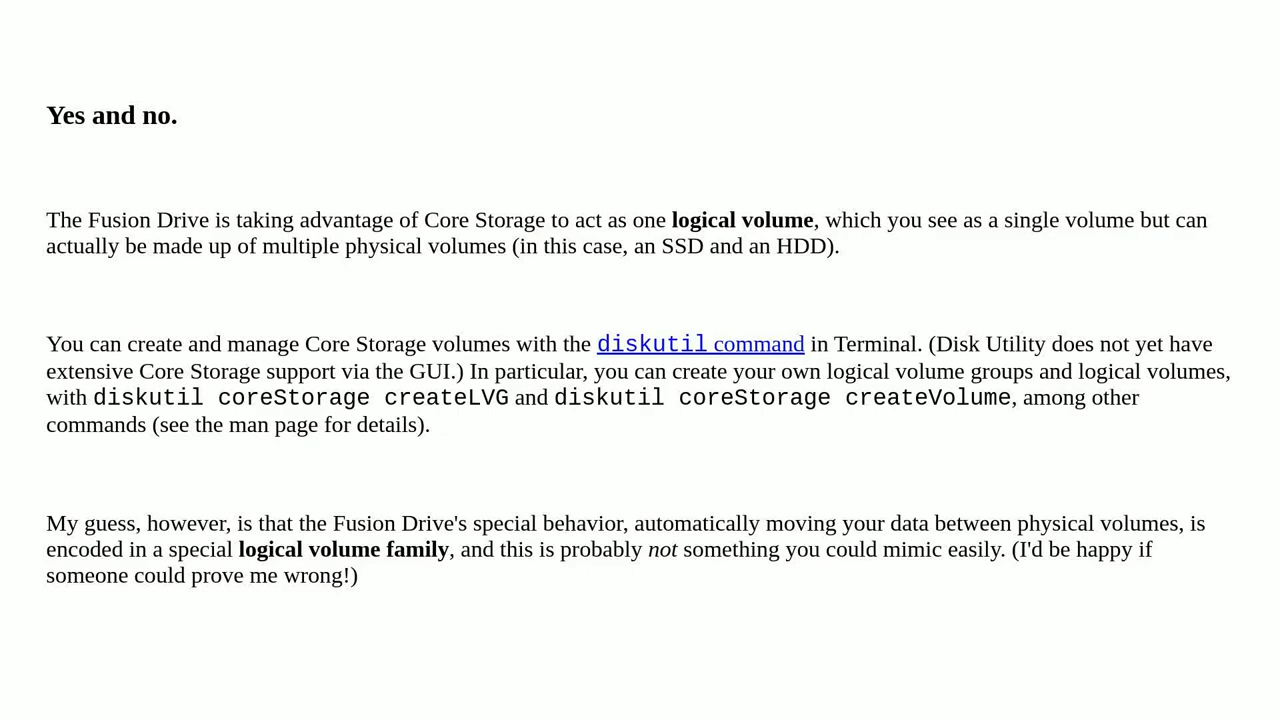 Yes and no.
The Fusion Drive is taking advantage of Core Storage to act as one logical volume, which you see as a single volume but can
actually be made up of multiple physical volumes (in this case, an SSD and an HDD).
You can create and manage Core Storage volumes with the diskutil command in Terminal. (Disk Utility does not yet have
extensive Core Storage support via the GUI.) In particular, you can create your own logical volume groups and logical volumes,
with diskutil coreStorage createLVG and diskutil coreStorage createVolume, among other
commands (see the man page for details).
My guess, however, is that the Fusion Drive's special behavior, automatically moving your data between physical volumes, is
encoded in a special logical volume family, and this is probably not something you could mimic easily. (I'd be happy if
someone could prove me wrong!)